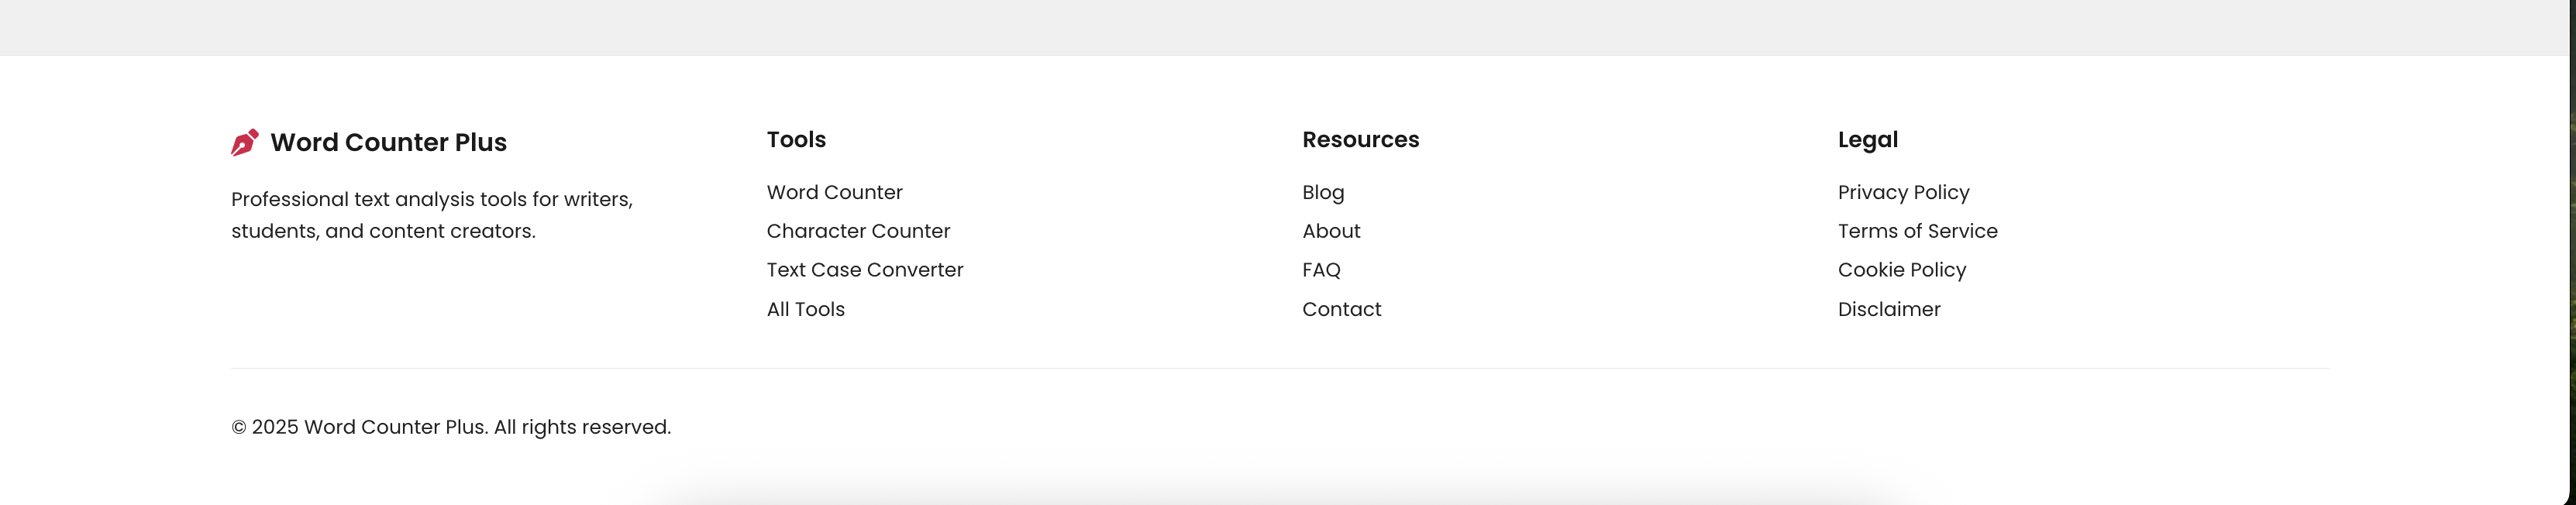 Word Counter Plus
Professional text analysis tools for writers,
students, and content creators.
Tools
Word Counter
Character Counter
Text Case Converter
All Tools
Resources
Blog
About
FAQ
Contact
Legal
Privacy Policy
Terms of Service
Cookie Policy
Disclaimer
© 2025 Word Counter Plus. All rights reserved.